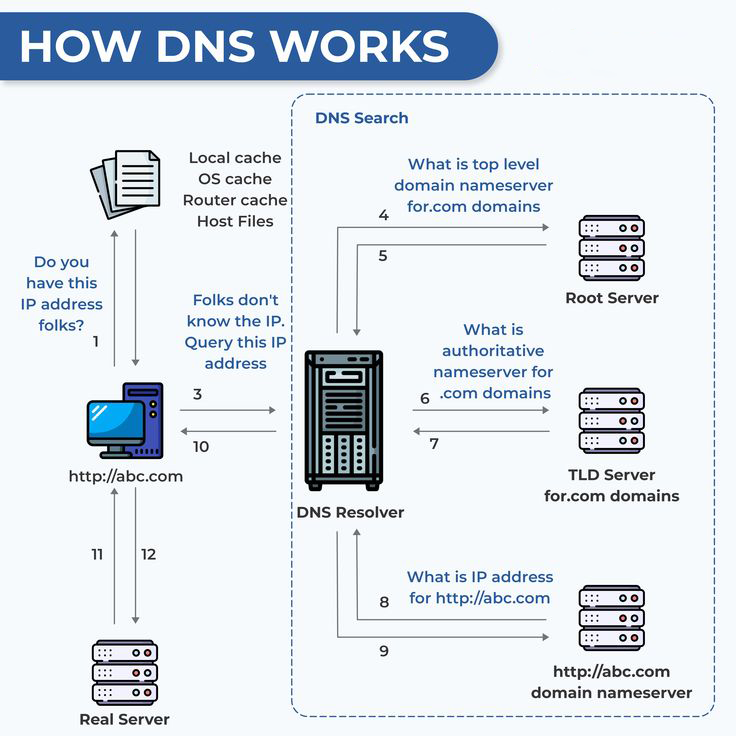 HOW DNS WORKS
DNS Search
Local cache
OS cache
Router cache
Host Files
What is top level
domain nameserver
for.com domains
4
5
Root Server
Do you
have this
IP address
folks?
1
Folks don't
know the IP.
Query this IP
address
3
10
What is
authoritative
nameserver for
.com domains
6
7
TLD Server
for.com domains
http://abc.com
DNS Resolver
11
12
What is IP address
for http://abc.com
8
9
http://abc.com
domain nameserver
Real Server